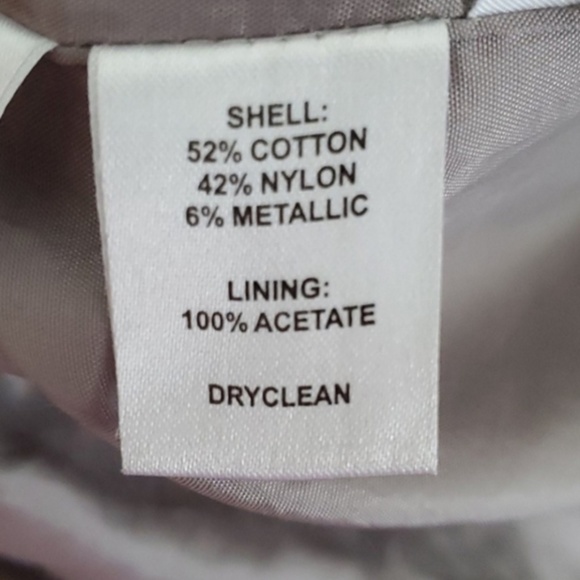 SHELL:
52% COTTON
42% NYLON
6% METALLIC
LINING:
100% ACETATE
DRYCLEAN